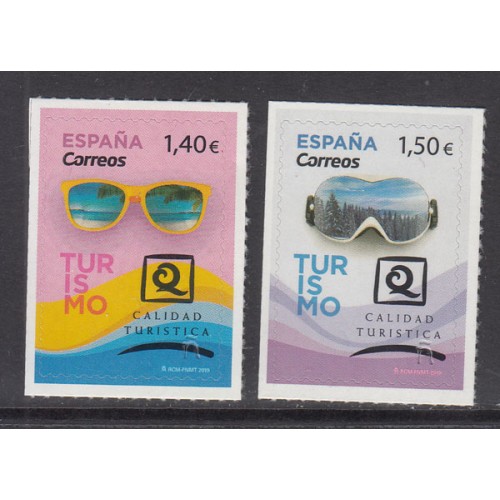 ESPAÑA
Correos
1,40€
TUR
IS
MO
Q
CALIDAD
TURISTICA
ESPAÑA
Correos
1,50€
TUR
IS
MO
Q
CALIDAD
TURISTICA